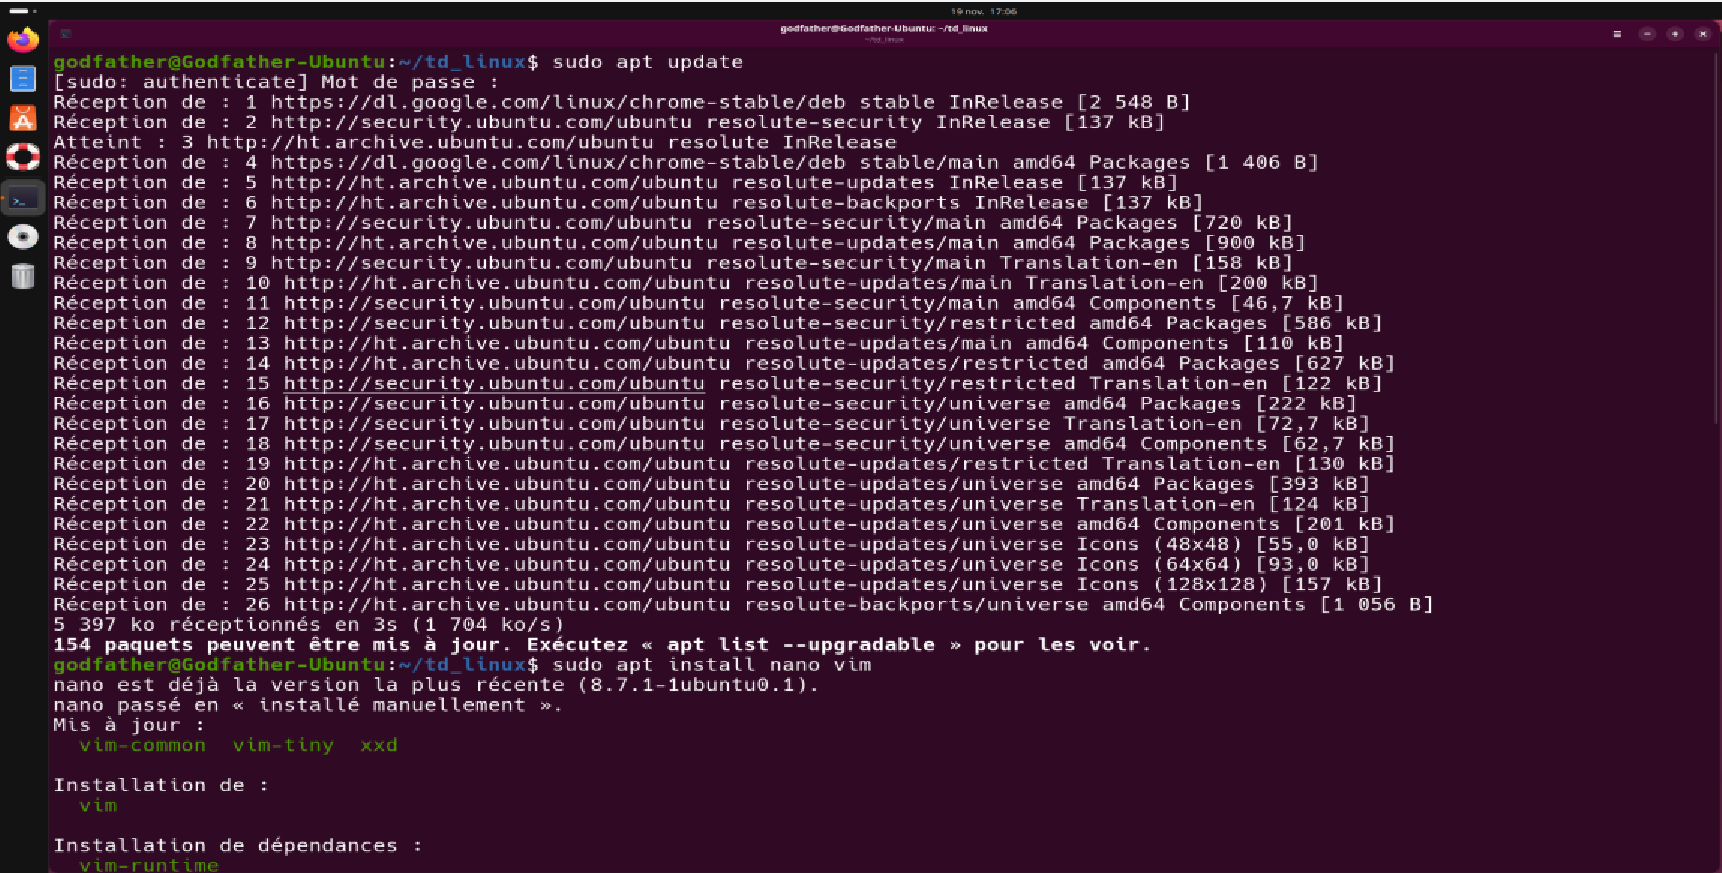 19 nov. 17:06
godfather@Godfather-Ubuntu: ~/td_linux
~/td_linux
godfather@Godfather-Ubuntu:~/td_linux$ sudo apt update
[sudo: authenticate] Mot de passe :
Réception de : 1 https://dl.google.com/linux/chrome-stable/deb stable InRelease [2 548 B]
Réception de : 2 http://security.ubuntu.com/ubuntu resolute-security InRelease [137 kB]
Atteint : 3 http://ht.archive.ubuntu.com/ubuntu resolute InRelease
Réception de : 4 https://dl.google.com/linux/chrome-stable/deb stable/main amd64 Packages [1 406 B]
Réception de : 5 http://ht.archive.ubuntu.com/ubuntu resolute-updates InRelease [137 kB]
Réception de : 6 http://ht.archive.ubuntu.com/ubuntu resolute-backports InRelease [137 kB]
Réception de : 7 http://security.ubuntu.com/ubuntu resolute-security/main amd64 Packages [720 kB]
Réception de : 8 http://ht.archive.ubuntu.com/ubuntu resolute-updates/main amd64 Packages [900 kB]
Réception de : 9 http://security.ubuntu.com/ubuntu resolute-security/main Translation-en [158 kB]
Réception de : 10 http://ht.archive.ubuntu.com/ubuntu resolute-updates/main Translation-en [200 kB]
Réception de : 11 http://security.ubuntu.com/ubuntu resolute-security/main amd64 Components [46,7 kB]
Réception de : 12 http://security.ubuntu.com/ubuntu resolute-security/restricted amd64 Packages [586 kB]
Réception de : 13 http://ht.archive.ubuntu.com/ubuntu resolute-updates/main amd64 Components [110 kB]
Réception de : 14 http://ht.archive.ubuntu.com/ubuntu resolute-updates/restricted amd64 Packages [627 kB]
Réception de : 15 http://security.ubuntu.com/ubuntu resolute-security/restricted Translation-en [122 kB]
Réception de : 16 http://security.ubuntu.com/ubuntu resolute-security/universe amd64 Packages [222 kB]
Réception de : 17 http://security.ubuntu.com/ubuntu resolute-security/universe Translation-en [72,7 kB]
Réception de : 18 http://security.ubuntu.com/ubuntu resolute-security/universe amd64 Components [62,7 kB]
Réception de : 19 http://ht.archive.ubuntu.com/ubuntu resolute-updates/restricted Translation-en [130 kB]
Réception de : 20 http://ht.archive.ubuntu.com/ubuntu resolute-updates/universe amd64 Packages [393 kB]
Réception de : 21 http://ht.archive.ubuntu.com/ubuntu resolute-updates/universe Translation-en [124 kB]
Réception de : 22 http://ht.archive.ubuntu.com/ubuntu resolute-updates/universe amd64 Components [201 kB]
Réception de : 23 http://ht.archive.ubuntu.com/ubuntu resolute-updates/universe Icons (48x48) [55,0 kB]
Réception de : 24 http://ht.archive.ubuntu.com/ubuntu resolute-updates/universe Icons (64x64) [93,0 kB]
Réception de : 25 http://ht.archive.ubuntu.com/ubuntu resolute-updates/universe Icons (128x128) [157 kB]
Réception de : 26 http://ht.archive.ubuntu.com/ubuntu resolute-backports/universe amd64 Components [1 056 B]
5 397 ko réceptionnés en 3s (1 704 ko/s)
154 paquets peuvent être mis à jour. Exécutez « apt list --upgradable » pour les voir.
godfather@Godfather-Ubuntu:~/td_linux$ sudo apt install nano vim
nano est déjà la version la plus récente (8.7.1-1ubuntu0.1).
nano passé en « installé manuellement ».
Mis à jour :
vim-common vim-tiny xxd
Installation de :
vim
Installation de dépendances :
vim-runtime